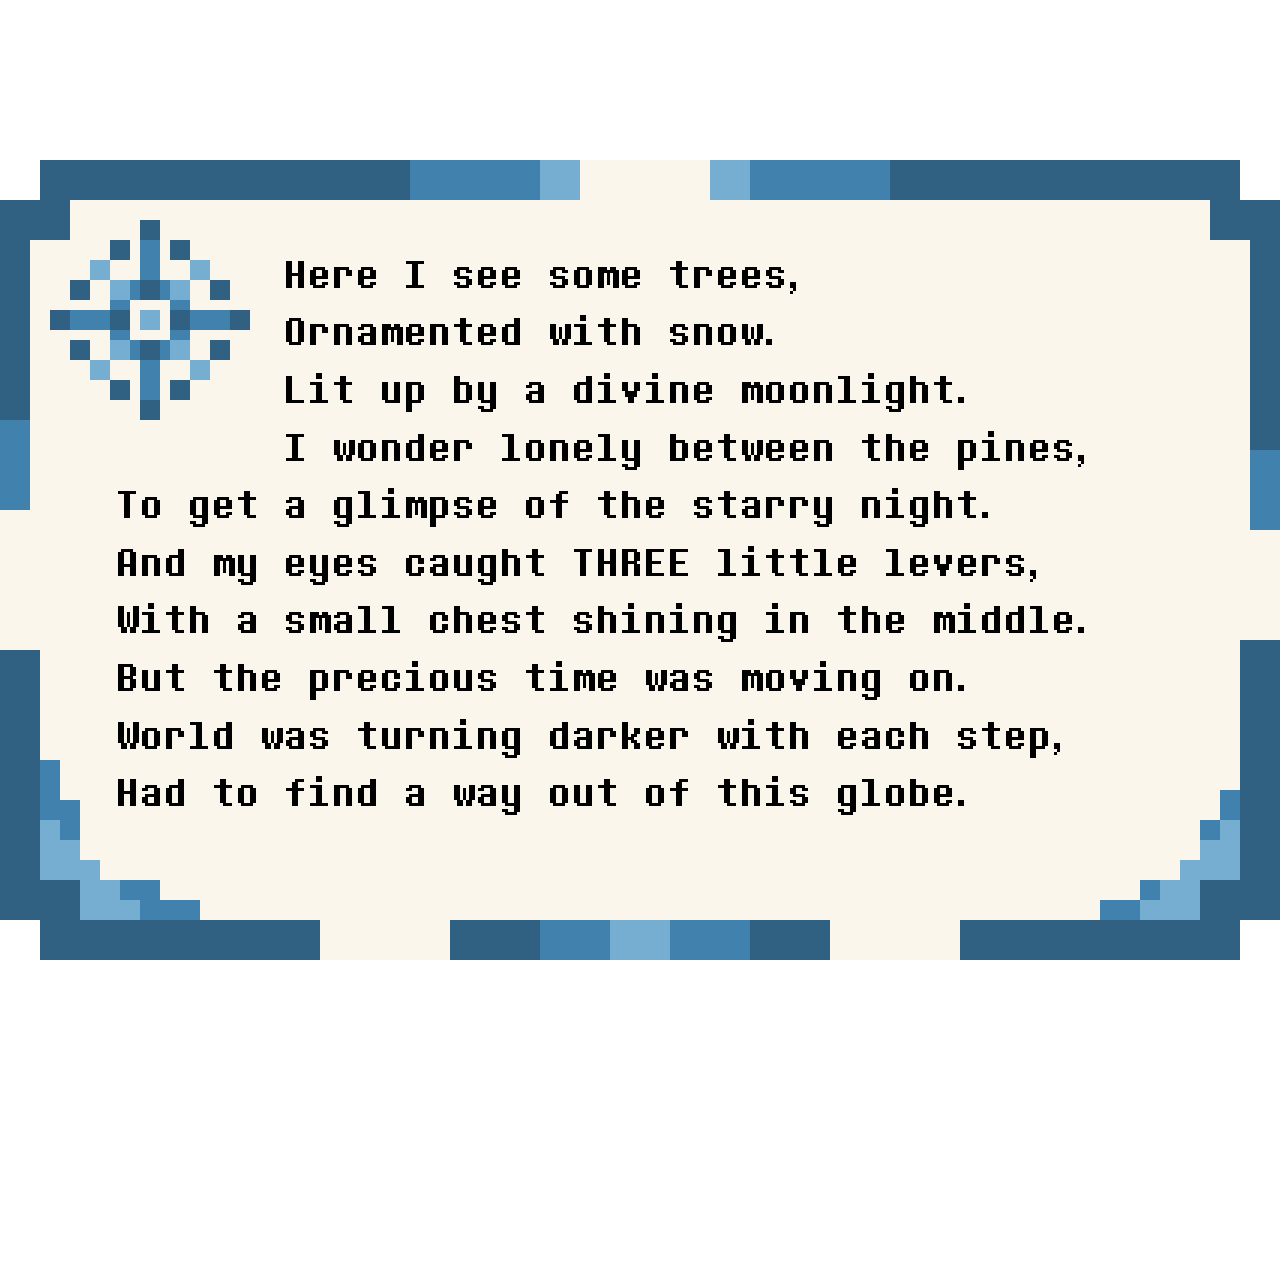 Here I see some trees,
Ornamented with snow.
Lit up by a divine moonlight.
I wonder lonely between the pines,
To get a glimpse of the starry night.
And my eyes caught THREE little levers,
With a small chest shining in the middle.
But the precious time was moving on.
World was turning darker with each step,
Had to find a way out of this globe.